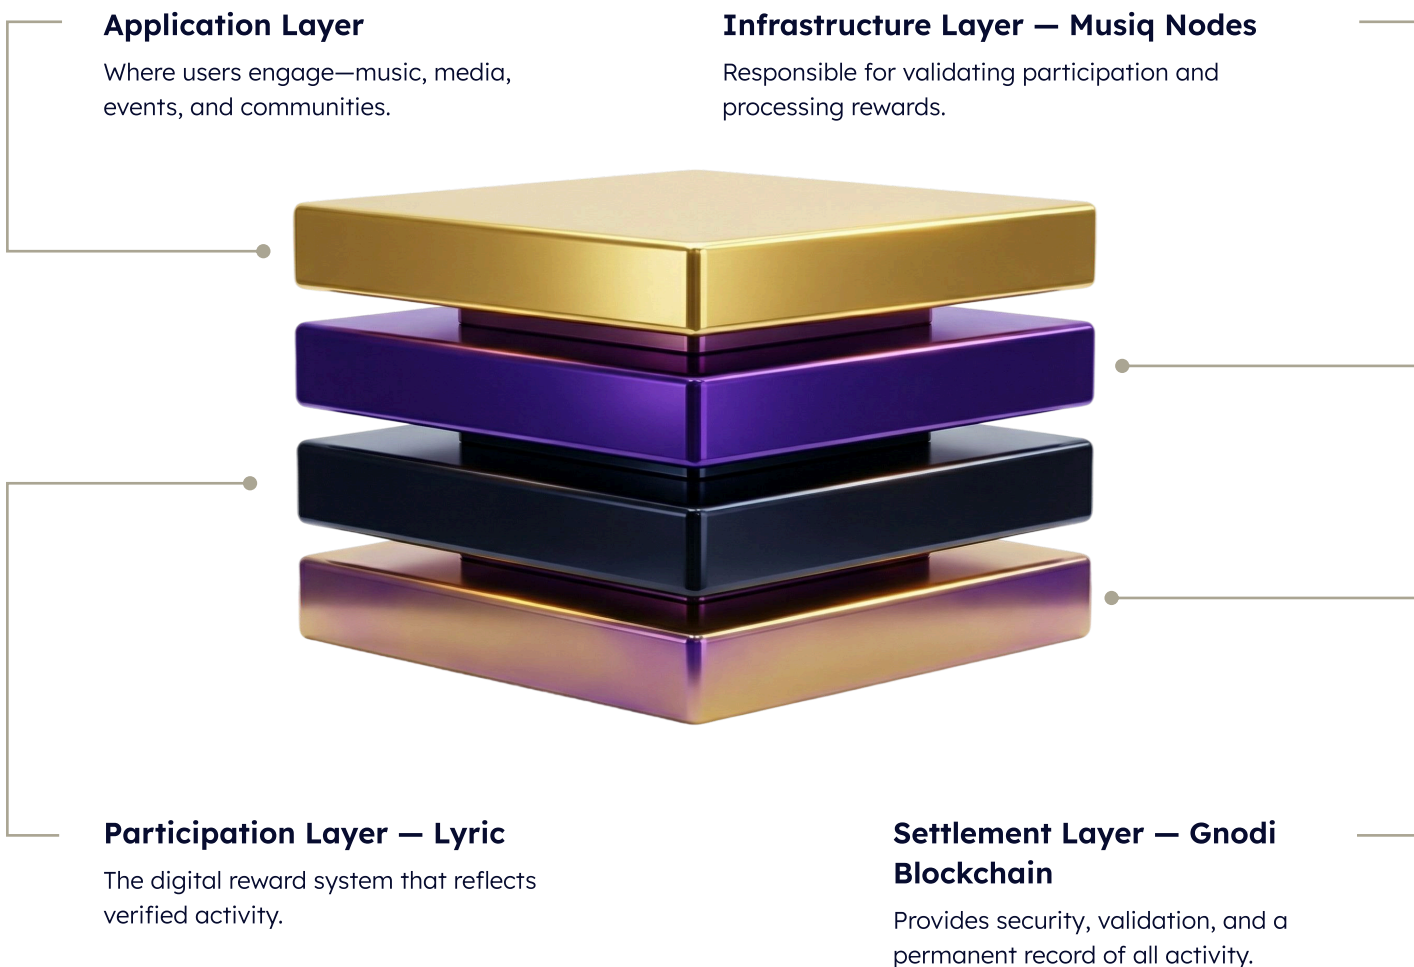 Application Layer
Where users engage—music, media,
events, and communities.
Infrastructure Layer — Musiq Nodes
Responsible for validating participation and
processing rewards.
Participation Layer — Lyric
The digital reward system that reflects
verified activity.
Settlement Layer — Gnodi
Blockchain
Provides security, validation, and a
permanent record of all activity.